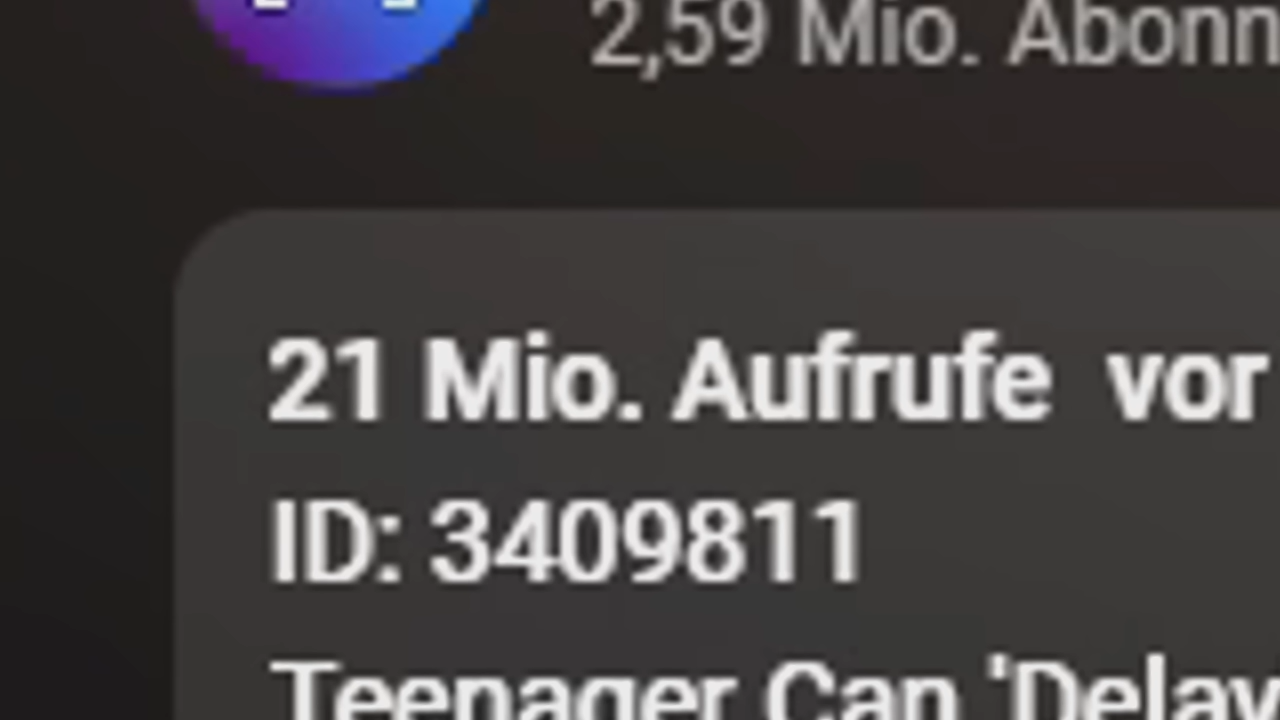 2,59 Mio. Abonn
21 Mio. Aufrufe vor
ID: 3409811
Teenager Can 'Delay